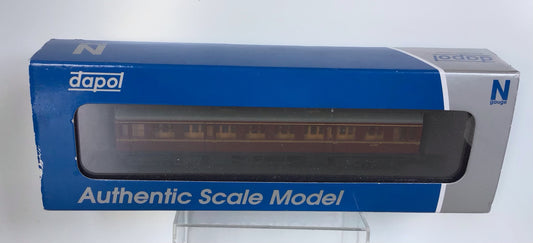 N
dapol
dapol
N
gauge
Authentic Scale Model